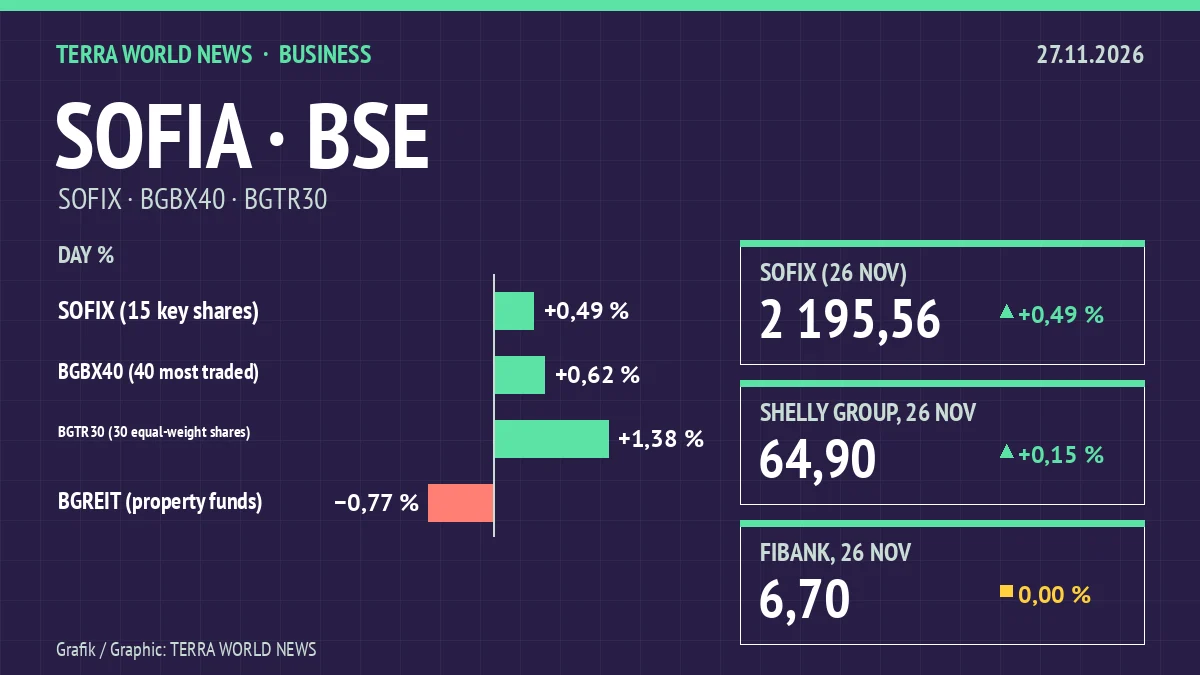 TERRA WORLD NEWS · BUSINESS
27.11.2026
SOFIA · BSE
SOFIX · BGBX40 · BGTR30
DAY %
SOFIX (15 key shares)
+0,49 %
BGBX40 (40 most traded)
+0,62 %
BGTR30 (30 equal-weight shares)
+1,38 %
BGREIT (property funds)
−0,77 %
SOFIX (26 NOV)
2 195,56
▲+0,49 %
SHELLY GROUP, 26 NOV
64,90
▲+0,15 %
FIBANK, 26 NOV
6,70
■0,00 %
Grafik / Graphic: TERRA WORLD NEWS